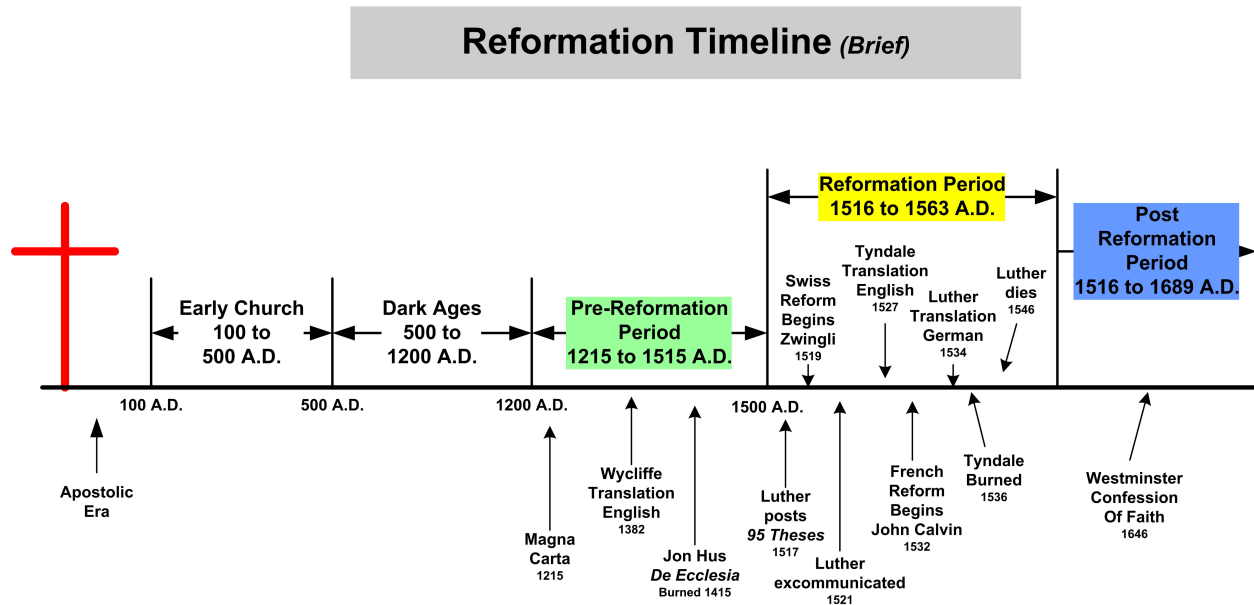 Reformation Timeline (Brief)
Reformation Period
1516 to 1563 A.D.
Post
Reformation
Period
1516 to 1689 A.D.
Early Church
100 to
500 A.D.
Dark Ages
500 to
1200 A.D.
Pre-Reformation
Period
1215 to 1515 A.D.
Swiss
Reform
Begins
Zwingli
1519
Tyndale
Translation
English
1527
Luther
Translation
German
1534
Luther
dies
1546
100 A.D.
500 A.D.
1200 A.D.
1500 A.D.
Apostolic
Era
Magna
Carta
1215
Wycliffe
Translation
English
1382
Jon Hus
De Ecclesia
Burned 1415
Luther
posts
95 Theses
1517
Luther
excommunicated
1521
French
Reform
Begins
John Calvin
1532
Tyndale
Burned
1536
Westminster
Confession
Of Faith
1646